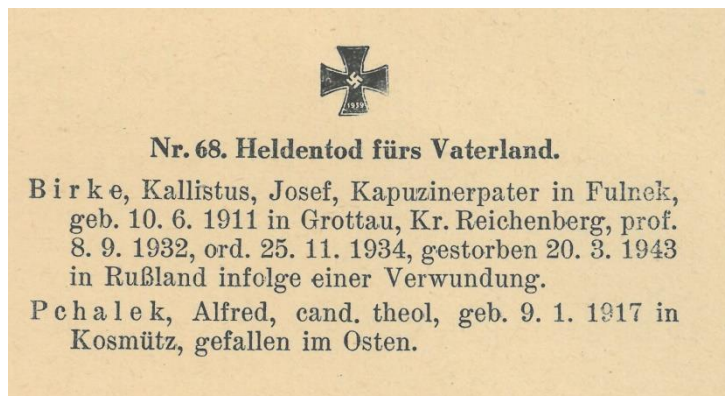 1939
Nr. 68. Heldentod fürs Vaterland.
Birke, Kallistus, Josef, Kapuzinerpater in Fulnek,
geb. 10. 6. 1911 in Grottau, Kr. Reichenberg, prof.
8. 9. 1932, ord. 25. 11. 1934, gestorben 20. 3. 1943
in Rußland infolge einer Verwundung.
Pchalek, Alfred, cand. theol, geb. 9. 1. 1917 in
Kosmütz, gefallen im Osten.